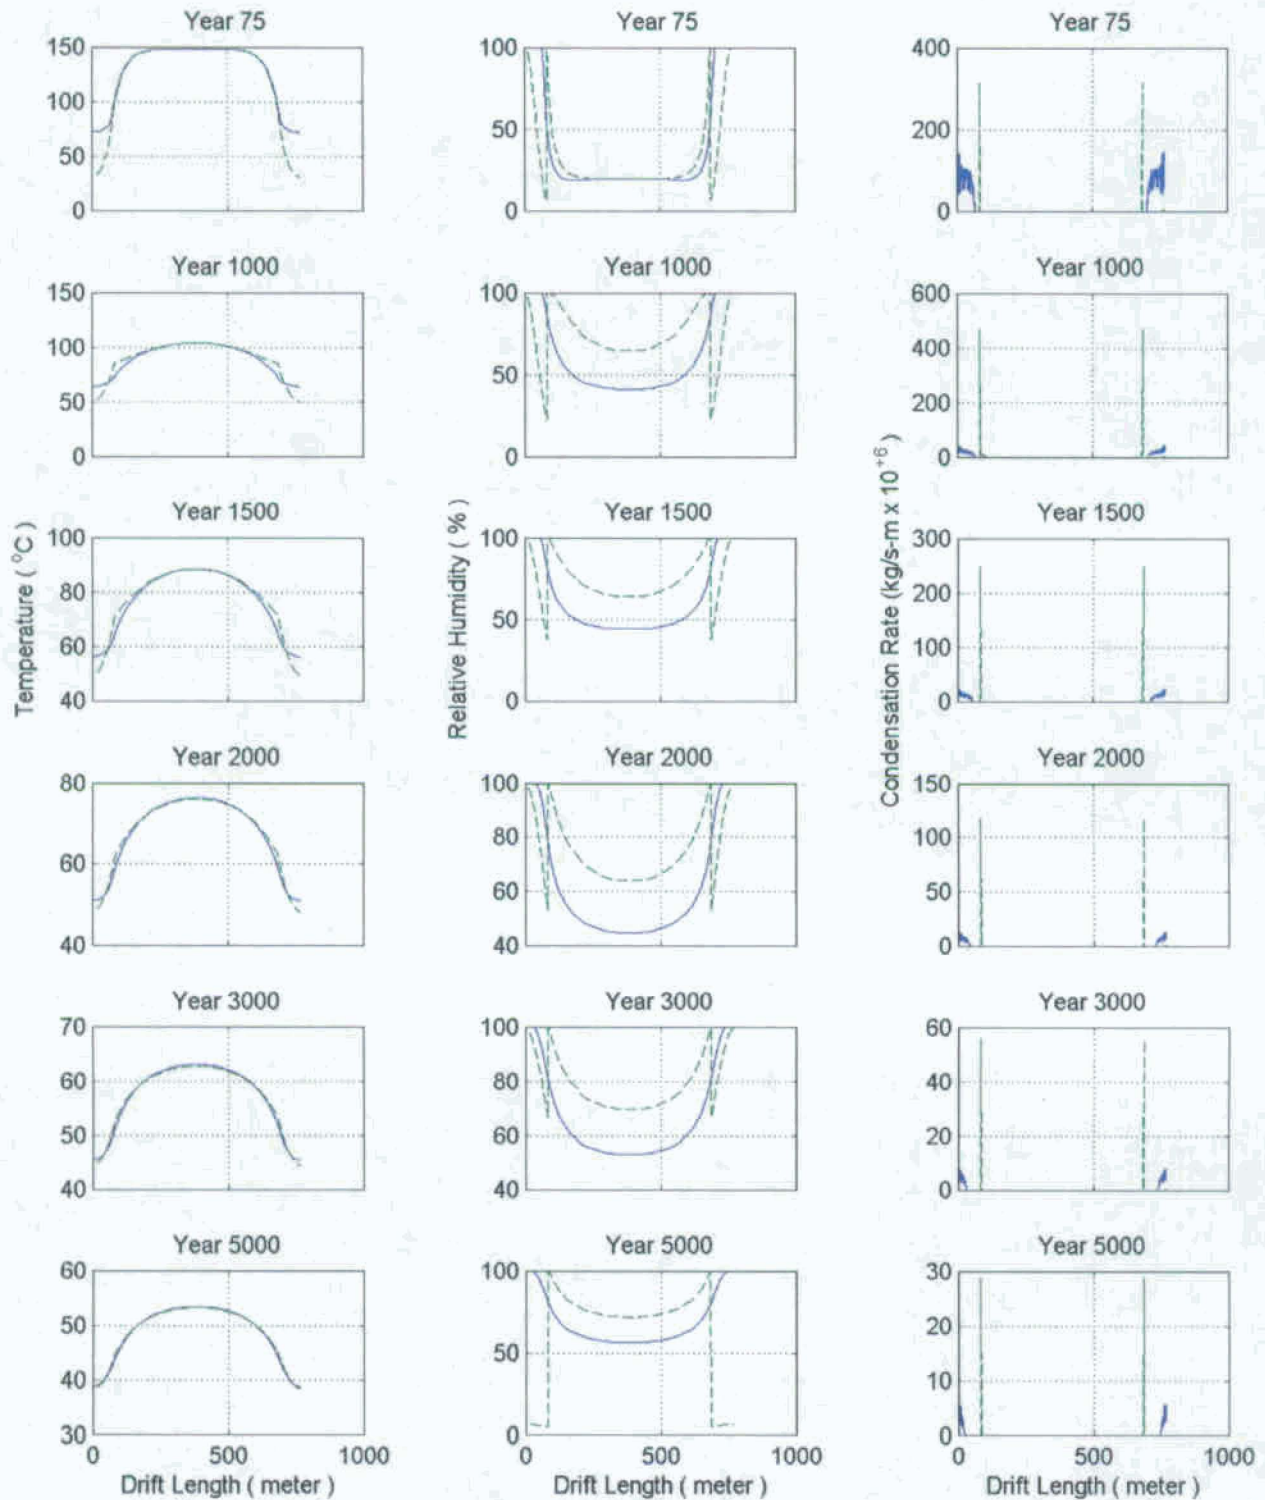 Year 75
Year 75
Year 75
150
100
50
0
100
50
0
400
200
0
Year 1000
Year 1000
Year 1000
150
100
50
0
100
50
0
600
400
200
0
Year 1500
Year 1500
Year 1500
100
80
60
40
100
50
0
300
200
100
0
Temperature ( °C )
Relative Humidity ( % )
Condensation Rate (kg/s-m x 10⁺⁶ )
Year 2000
Year 2000
Year 2000
80
60
40
100
80
60
40
150
100
50
0
Year 3000
Year 3000
Year 3000
70
60
50
40
100
80
60
40
60
40
20
0
Year 5000
Year 5000
Year 5000
60
50
40
30
100
50
0
30
20
10
0
0 500 1000
0 500 1000
0 500 1000
Drift Length ( meter )
Drift Length ( meter )
Drift Length ( meter )